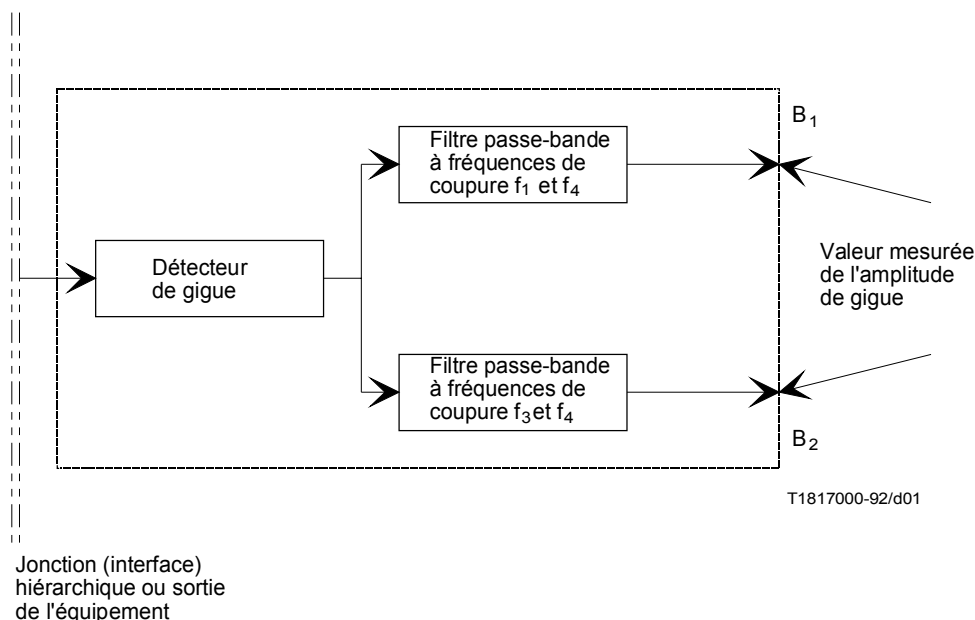 B1
Filtre passe-bande
à fréquences de
coupure f1 et f4
Détecteur
de gigue
Valeur mesurée
de l'amplitude
de gigue
Filtre passe-bande
à fréquences de
coupure f3 et f4
B2
T1817000-92/d01
Jonction (interface)
hiérarchique ou sortie
de l'équipement